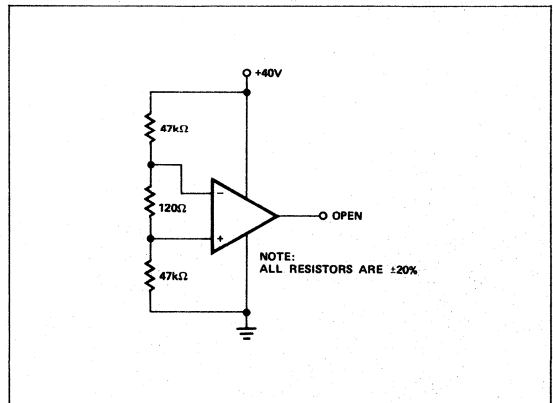 +40V
47kΩ
120Ω
−
+
OPEN
47kΩ
NOTE:
ALL RESISTORS ARE ±20%